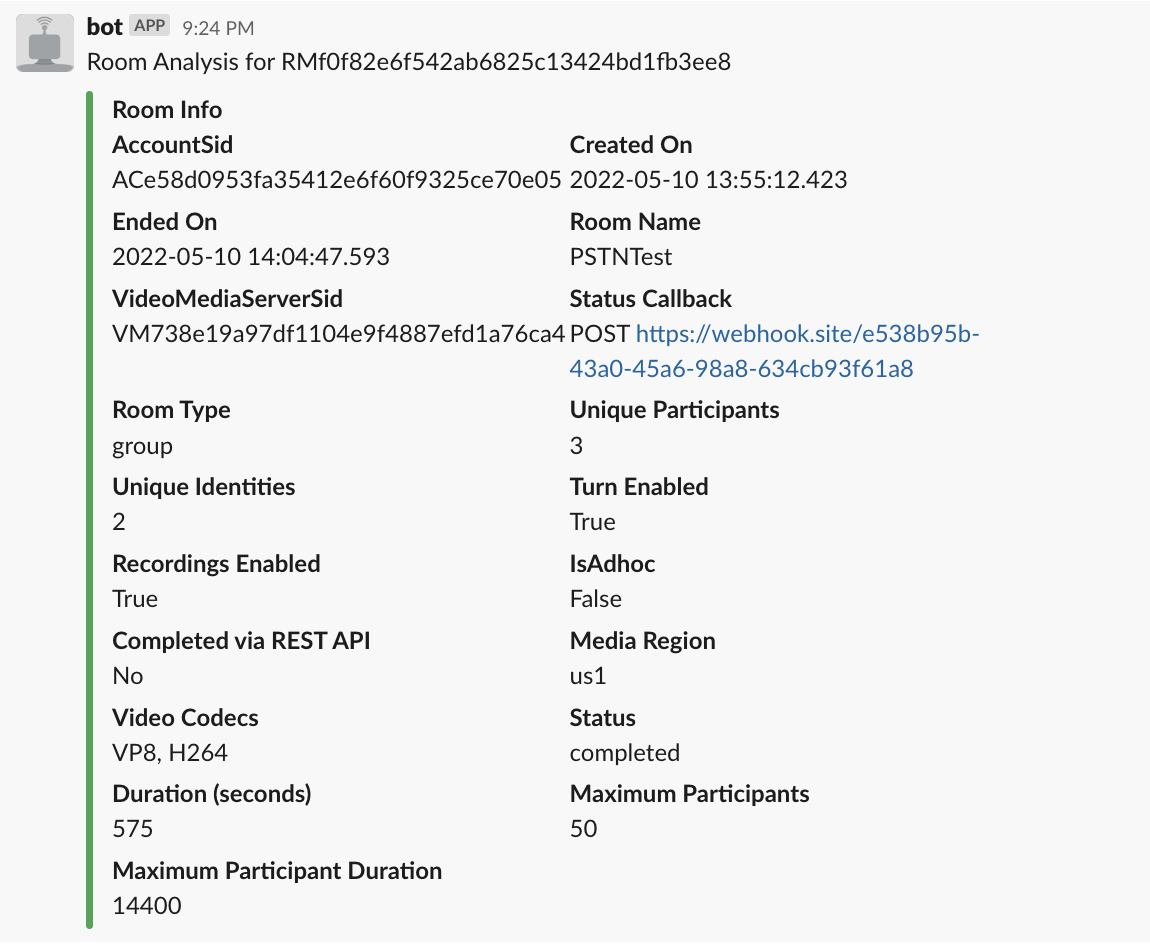 bot APP 9:24 PM
Room Analysis for RMf0f82e6f542ab6825c13424bd1fb3ee8
Room Info
AccountSid Created On
ACe58d0953fa35412e6f60f9325ce70e05 2022-05-10 13:55:12.423
Ended On Room Name
2022-05-10 14:04:47.593 PSTNTest
VideoMediaServerSid Status Callback
VM738e19a97df1104e9f4887efd1a76ca4 POST https://webhook.site/e538b95b-
43a0-45a6-98a8-634cb93f61a8
Room Type Unique Participants
group 3
Unique Identities Turn Enabled
2 True
Recordings Enabled IsAdhoc
True False
Completed via REST API Media Region
No us1
Video Codecs Status
VP8, H264 completed
Duration (seconds) Maximum Participants
575 50
Maximum Participant Duration
14400